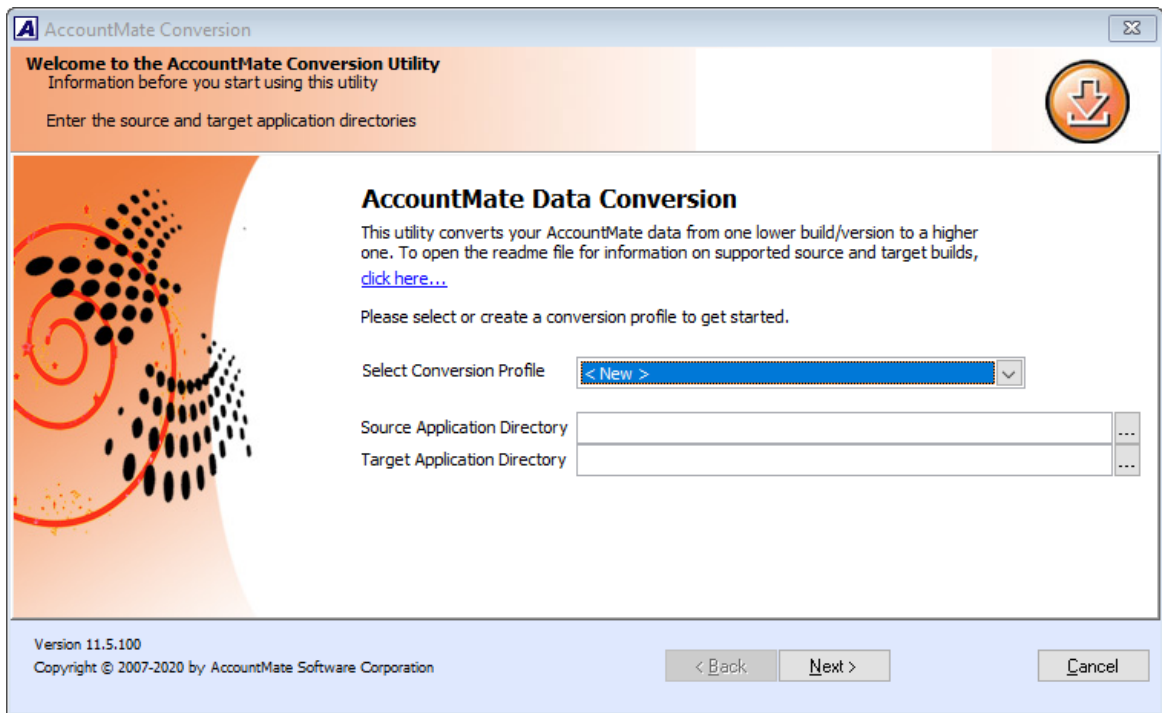 AccountMate Conversion
Welcome to the AccountMate Conversion Utility
Information before you start using this utility
Enter the source and target application directories
AccountMate Data Conversion
This utility converts your AccountMate data from one lower build/version to a higher
one. To open the readme file for information on supported source and target builds,
click here...
Please select or create a conversion profile to get started.
Select Conversion Profile
< New >
Source Application Directory
...
Target Application Directory
...
Version 11.5.100
Copyright © 2007-2020 by AccountMate Software Corporation
< Back
Next >
Cancel